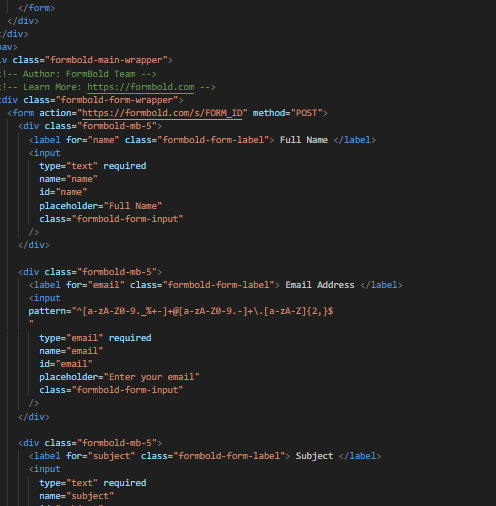 </form>
</div>
</div>
nav>
v class="formbold-main-wrapper">
!-- Author: FormBold Team -->
!-- Learn More: https://formbold.com -->
div class="formbold-form-wrapper">
<form action="https://formbold.com/s/FORM_ID" method="POST">
<div class="formbold-mb-5">
<label for="name" class="formbold-form-label"> Full Name </label>
<input
type="text" required
name="name"
id="name"
placeholder="Full Name"
class="formbold-form-input"
/>
</div>
<div class="formbold-mb-5">
<label for="email" class="formbold-form-label"> Email Address </label>
<input
pattern="^[a-zA-Z0-9._%+-]+@[a-zA-Z0-9.-]+\.[a-zA-Z]{2,}$
"
type="email" required
name="email"
id="email"
placeholder="Enter your email"
class="formbold-form-input"
/>
</div>
<div class="formbold-mb-5">
<label for="subject" class="formbold-form-label"> Subject </label>
<input
type="text" required
name="subject"